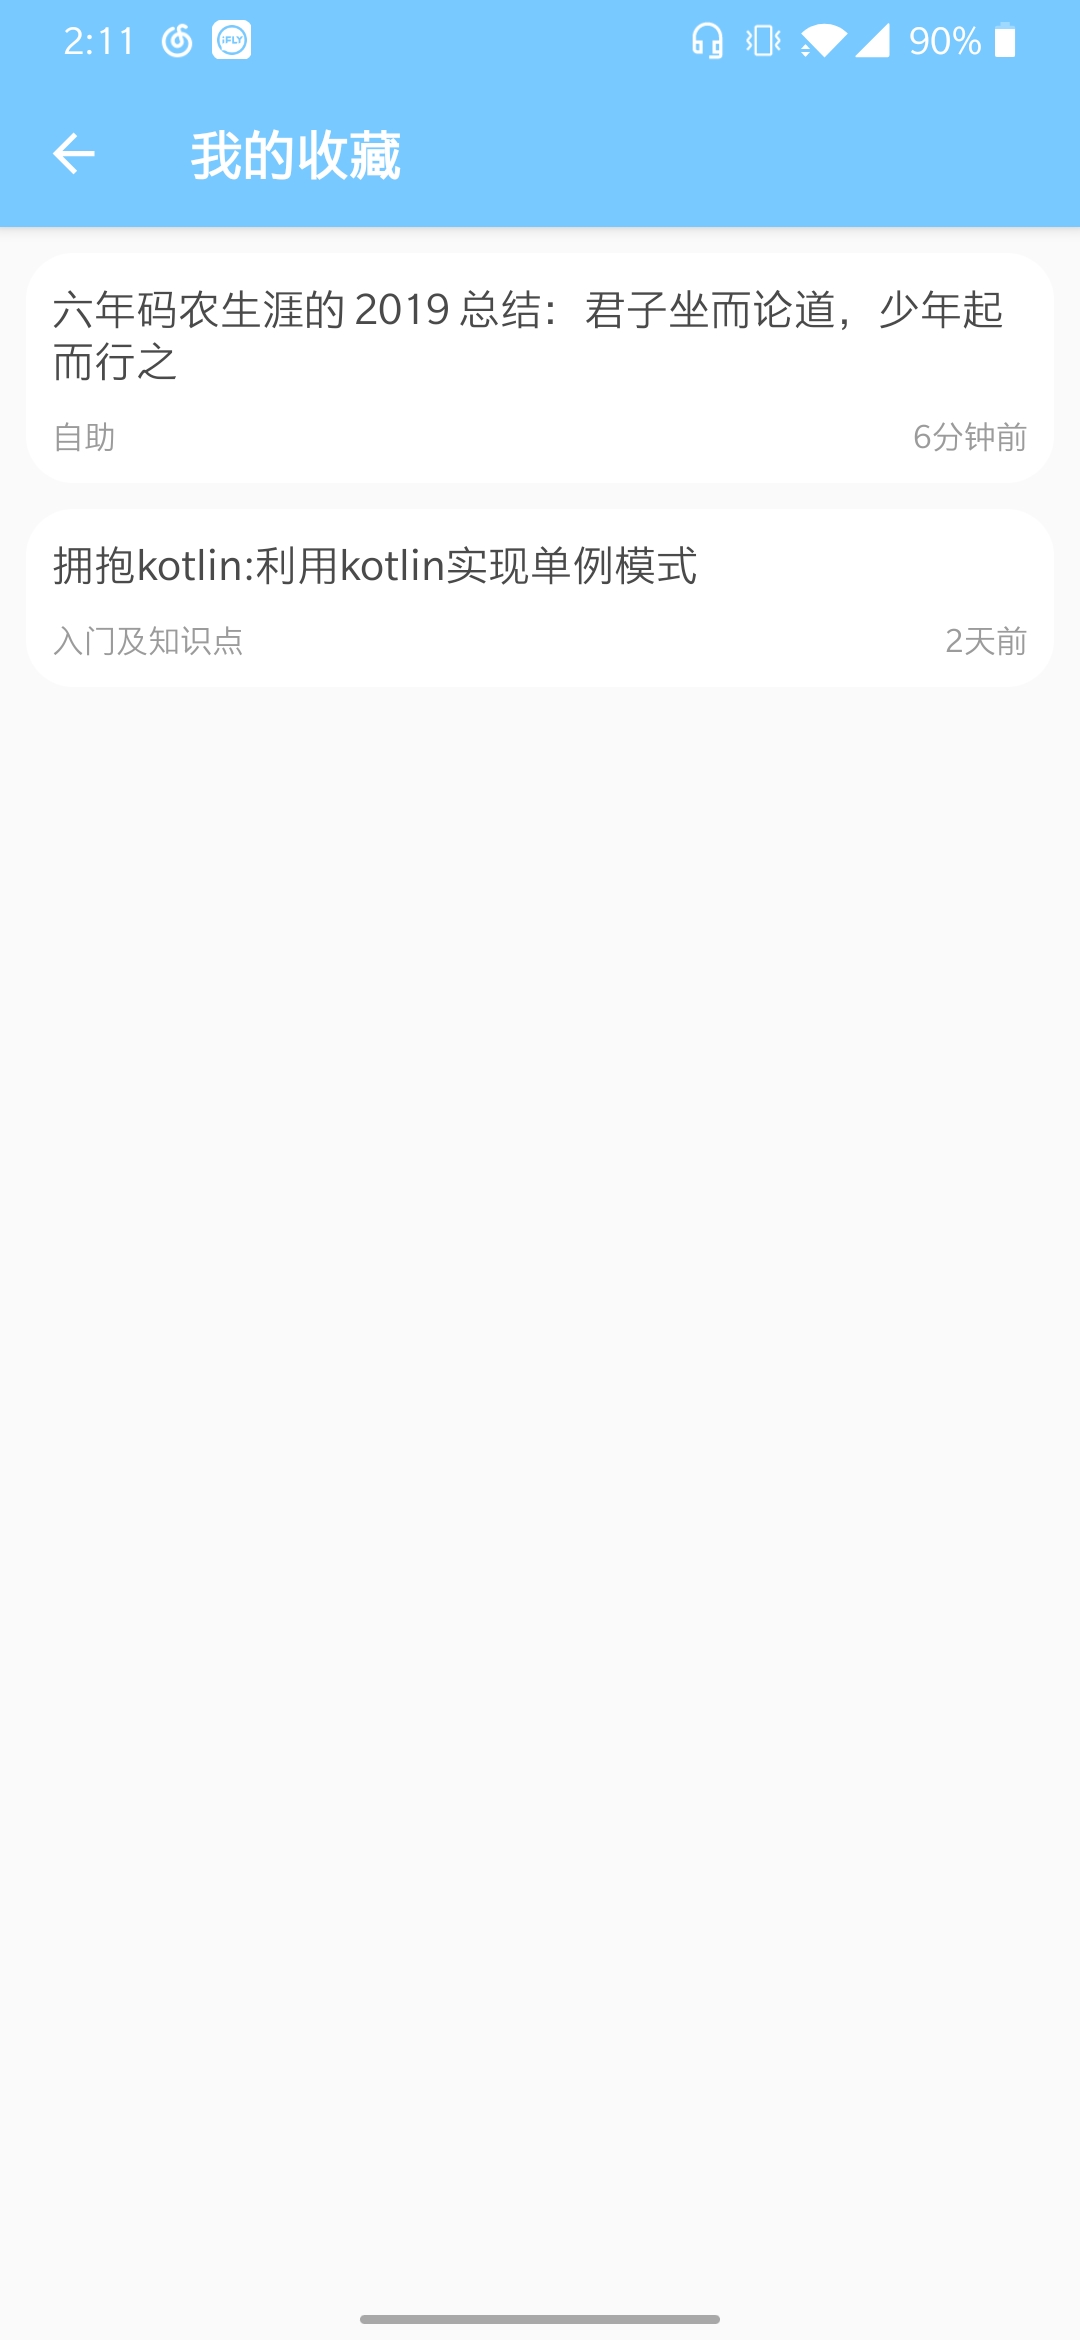 2:11 iFLY 90%
我的收藏
六年码农生涯的 2019 总结：君子坐而论道，少年起
而行之
自助 6分钟前
拥抱kotlin:利用kotlin实现单例模式
入门及知识点 2天前